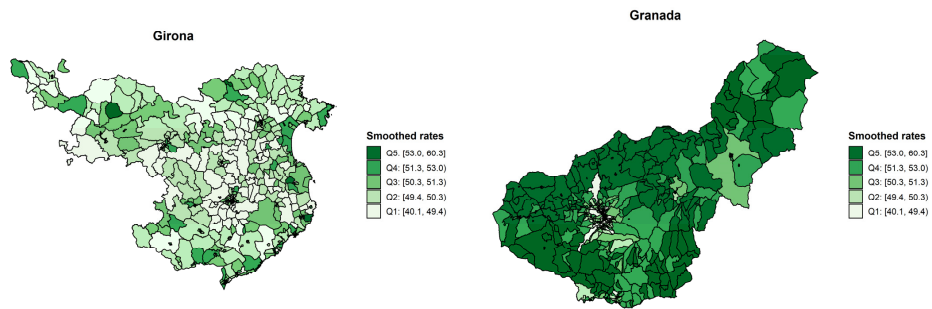 Girona
Smoothed rates
Q5. [53.0, 60.3]
Q4: [51.3, 53.0)
Q3: [50.3, 51.3)
Q2: [49.4, 50.3)
Q1: [40.1, 49.4)
Granada
Smoothed rates
Q5. [53.0, 60.3]
Q4: [51.3, 53.0)
Q3: [50.3, 51.3)
Q2: [49.4, 50.3)
Q1: [40.1, 49.4)